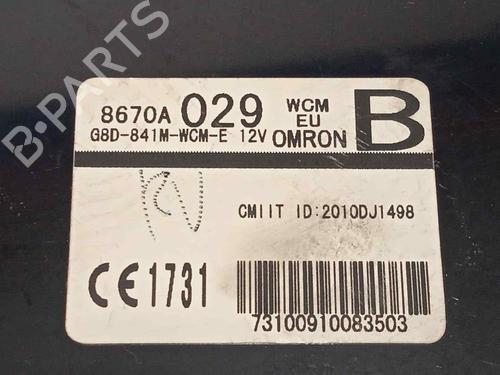 B-PARTS
8670A 029 WCM EU B
G8D-841M-WCM-E 12V OMRON
CMIIT ID:2010DJ1498
CE 1731
73100910083503